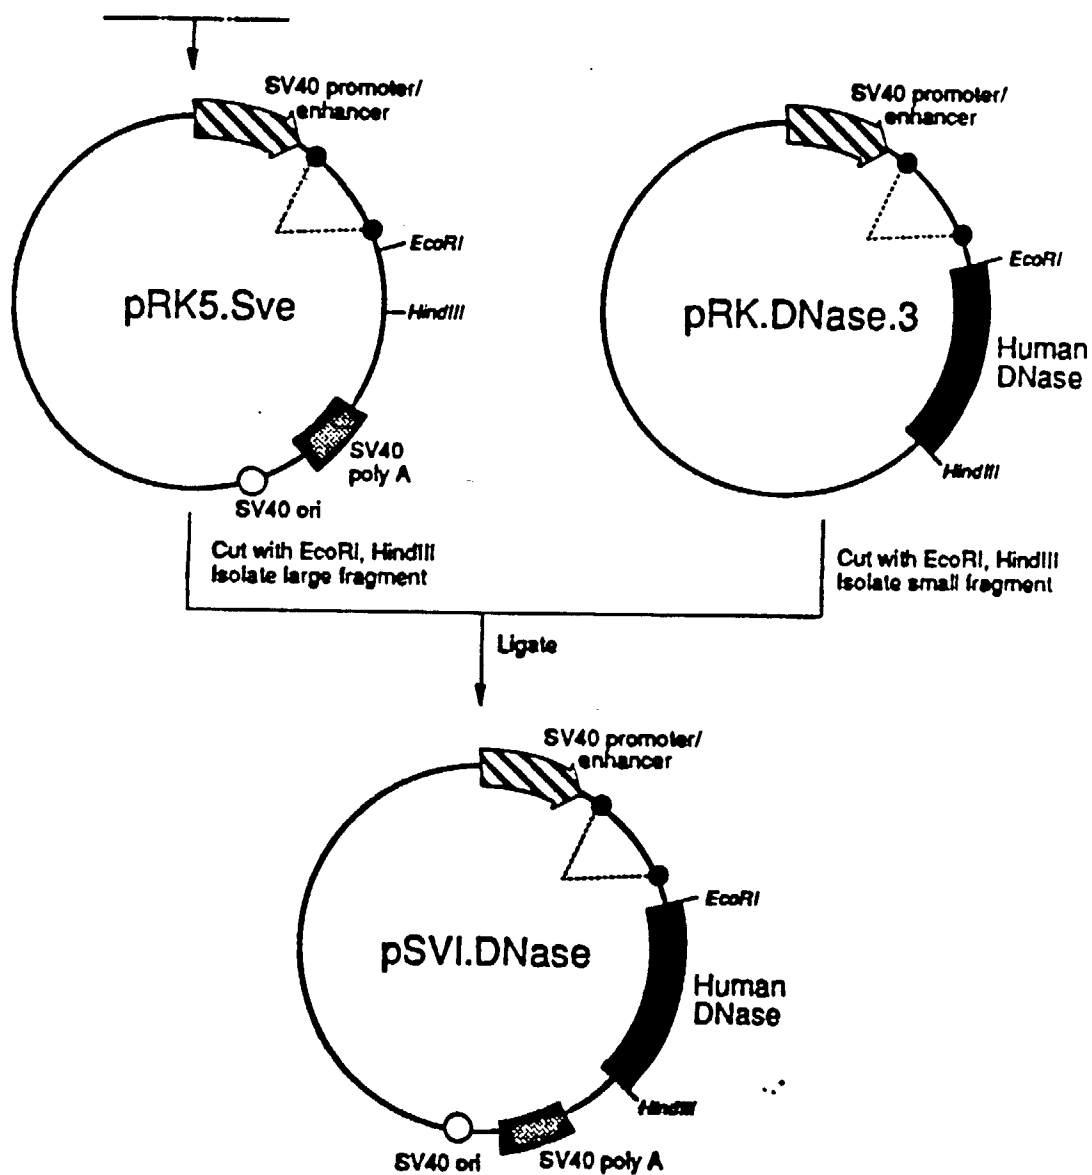 SV40 promoter/
enhancer
EcoRI
pRK5.Sve
HindIII
SV40
poly A
SV40 ori
Cut with EcoRI, HindIII
Isolate large fragment
SV40 promoter/
enhancer
EcoRI
pRK.DNase.3
Human
DNase
HindIII
Cut with EcoRI, HindIII
Isolate small fragment
Ligate
SV40 promoter/
enhancer
EcoRI
pSVI.DNase
Human
DNase
HindIII
SV40 ori
SV40 poly A